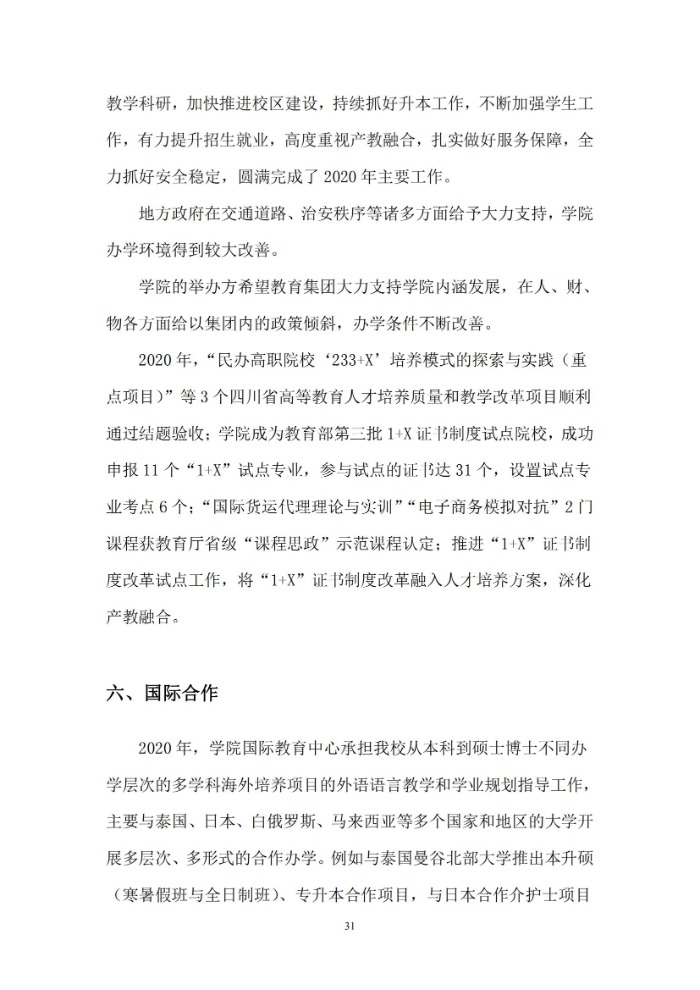 教学科研，加快推进校区建设，持续抓好升本工作，不断加强学生工
作，有力提升招生就业，高度重视产教融合，扎实做好服务保障，全
力抓好安全稳定，圆满完成了 2020 年主要工作。
地方政府在交通道路、治安秩序等诸多方面给予大力支持，学院
办学环境得到较大改善。
学院的举办方希望教育集团大力支持学院内涵发展，在人、财、
物各方面给以集团内的政策倾斜，办学条件不断改善。
2020 年，“民办高职院校‘233+X’培养模式的探索与实践（重
点项目）”等 3 个四川省高等教育人才培养质量和教学改革项目顺利
通过结题验收；学院成为教育部第三批 1+X 证书制度试点院校，成功
申报 11 个“1+X”试点专业，参与试点的证书达 31 个，设置试点专
业考点 6 个；“国际货运代理理论与实训”“电子商务模拟对抗”2 门
课程获教育厅省级“课程思政”示范课程认定；推进“1+X”证书制
度改革试点工作，将“1+X”证书制度改革融入人才培养方案，深化
产教融合。
六、国际合作
2020 年，学院国际教育中心承担我校从本科到硕士博士不同办
学层次的多学科海外培养项目的外语语言教学和学业规划指导工作，
主要与泰国、日本、白俄罗斯、马来西亚等多个国家和地区的大学开
展多层次、多形式的合作办学。例如与泰国曼谷北部大学推出本升硕
（寒暑假班与全日制班）、专升本合作项目，与日本合作介护士项目
31